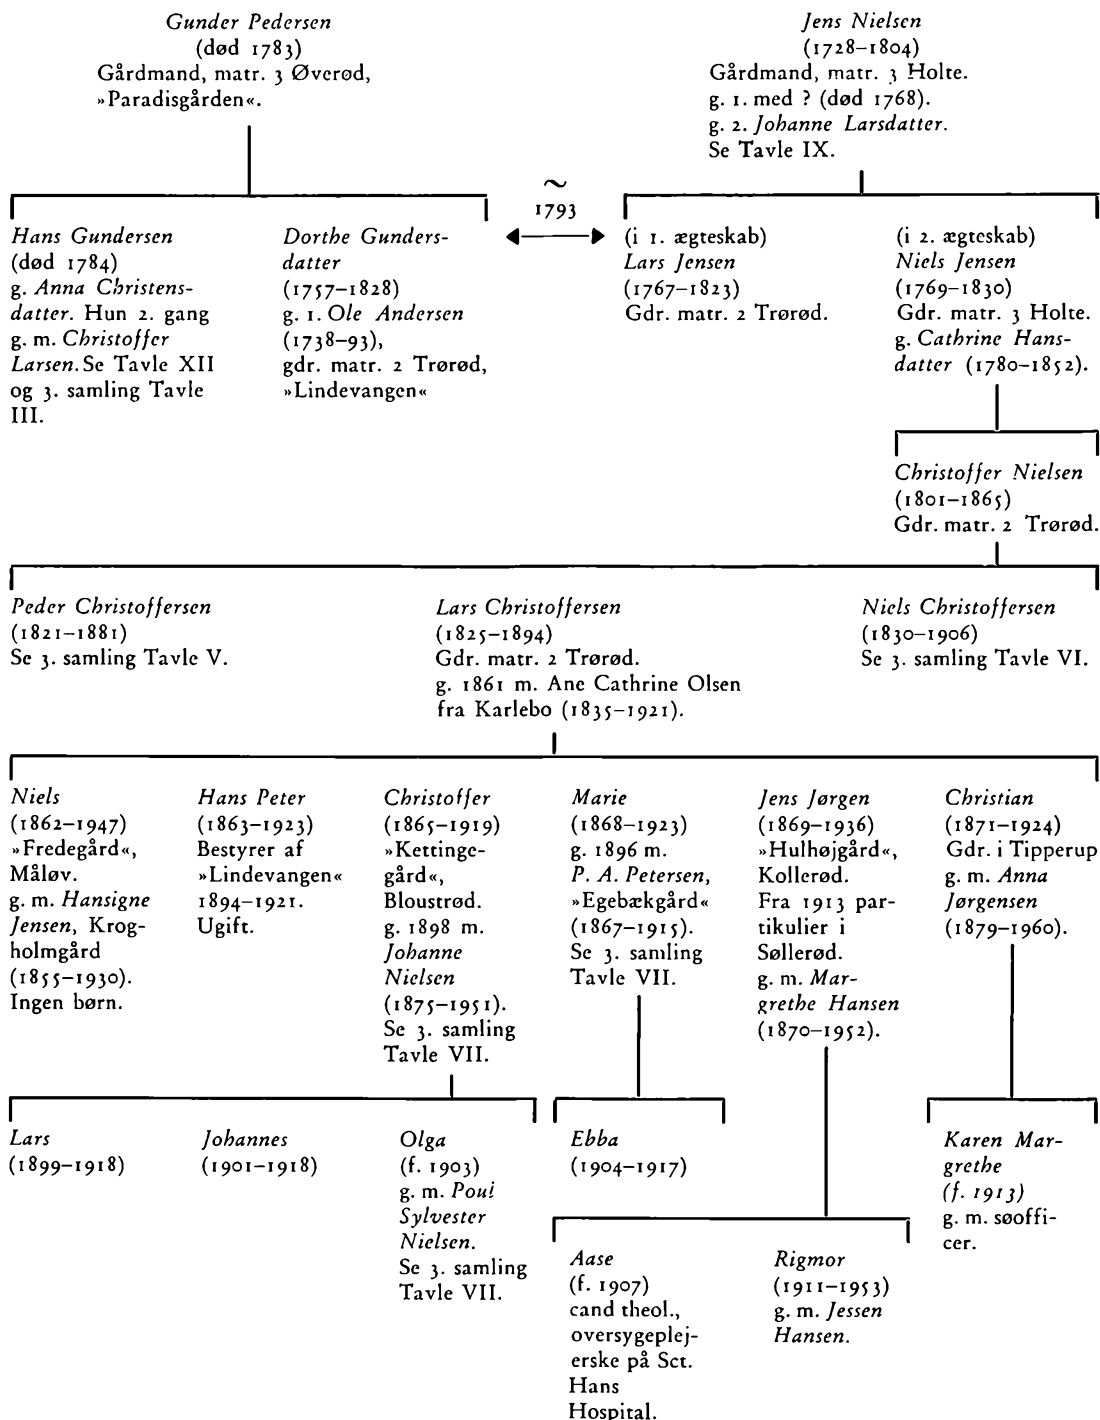 Gunder Pedersen
(død 1783)
Gårdmand, matr. 3 Øverød,
»Paradisgården«.
Jens Nielsen
(1728–1804)
Gårdmand, matr. 3 Holte.
g. 1. med ? (død 1768).
g. 2. Johanne Larsdatter.
Se Tavle IX.
~
1793
Hans Gundersen
(død 1784)
g. Anna Christens-
datter. Hun 2. gang
g. m. Christoffer
Larsen. Se Tavle XII
og 3. samling Tavle
III.
Dorthe Gunders-
datter
(1757–1828)
g. 1. Ole Andersen
(1738–93),
gdr. matr. 2 Trørød,
»Lindevangen«
(i 1. ægteskab)
Lars Jensen
(1767–1823)
Gdr. matr. 2 Trørød.
(i 2. ægteskab)
Niels Jensen
(1769–1830)
Gdr. matr. 3 Holte.
g. Cathrine Hans-
datter (1780–1852).
Christoffer Nielsen
(1801–1865)
Gdr. matr. 2 Trørød.
Peder Christoffersen
(1821–1881)
Se 3. samling Tavle V.
Lars Christoffersen
(1825–1894)
Gdr. matr. 2 Trørød.
g. 1861 m. Ane Cathrine Olsen
fra Karlebo (1835–1921).
Niels Christoffersen
(1830–1906)
Se 3. samling Tavle VI.
Niels
(1862–1947)
»Fredegård«,
Måløv.
g. m. Hansigne
Jensen, Krog-
holmgård
(1855–1930).
Ingen børn.
Hans Peter
(1863–1923)
Bestyrer af
»Lindevangen«
1894–1921.
Ugift.
Christoffer
(1865–1919)
»Kettinge-
gård«,
Bloustrød.
g. 1898 m.
Johanne
Nielsen
(1875–1951).
Se 3. samling
Tavle VII.
Marie
(1868–1923)
g. 1896 m.
P. A. Petersen,
»Egebækgård«
(1867–1915).
Se 3. samling
Tavle VII.
Jens Jørgen
(1869–1936)
»Hulhøjgård«,
Kollerød.
Fra 1913 par-
tikulier i
Søllerød.
g. m. Mar-
grethe Hansen
(1870–1952).
Christian
(1871–1924)
Gdr. i Tipperup
g. m. Anna
Jørgensen
(1879–1960).
Lars
(1899–1918)
Johannes
(1901–1918)
Olga
(f. 1903)
g. m. Poul
Sylvester
Nielsen.
Se 3. samling
Tavle VII.
Ebba
(1904–1917)
Karen Mar-
grethe
(f. 1913)
g. m. søoffi-
cer.
Aase
(f. 1907)
cand theol.,
oversygeplej-
erske på Sct.
Hans
Hospital.
Rigmor
(1911–1953)
g. m. Jessen
Hansen.